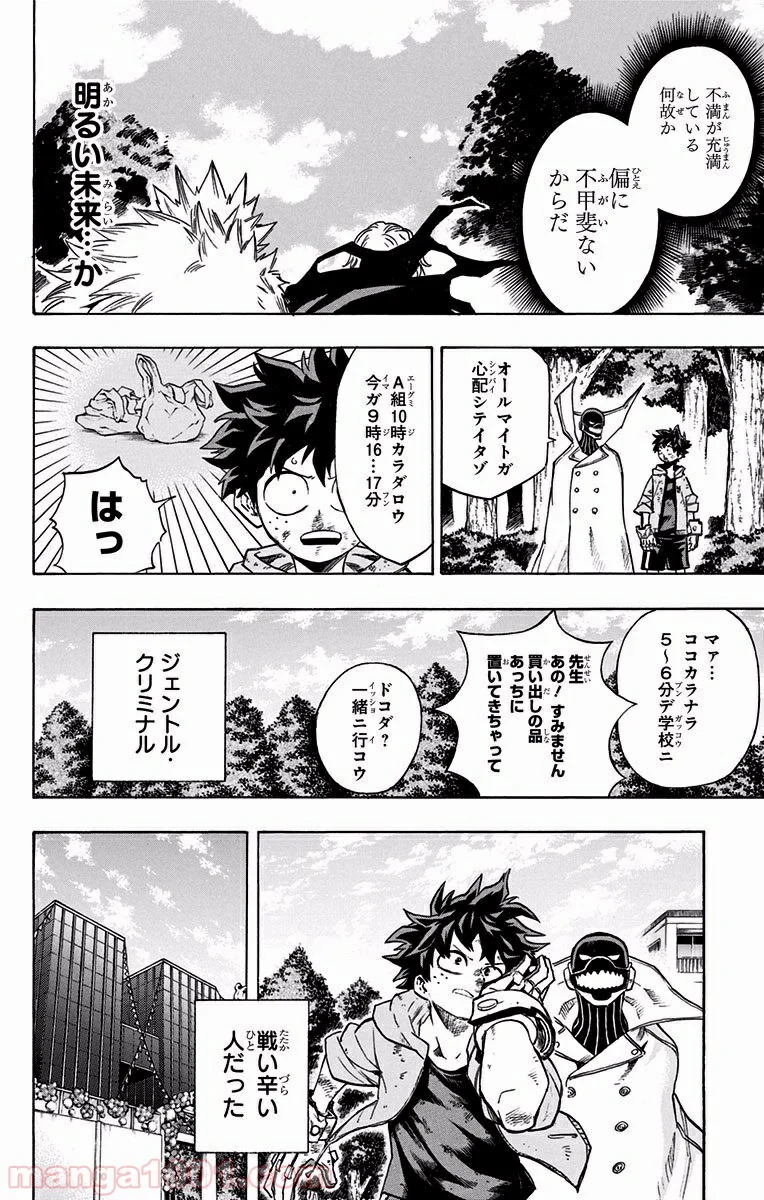 不満が充満
している
何故か
偏に
不甲斐ない
からだ
明るい未来…か
オールマイトガ
心配シテイタゾ
A組10時カラダロウ
今ガ9時16…17分
はっ
マァ…
ココカラナラ
5〜6分デ学校ニ
先生
あの!すみません
買い出しの品
あっちに
置いてきちゃって
ドコダ?
一緒ニ行コウ
ジェントル・
クリミナル
戦い辛い
人だった